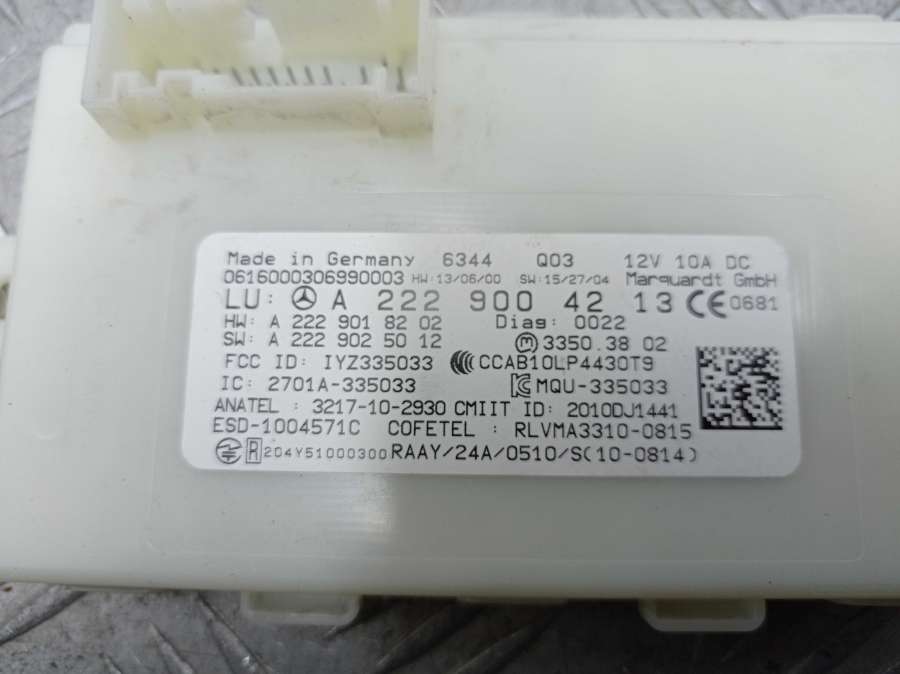 Made in Germany 6344 Q03 12V 10A DC
0616000306990003 HW:13/06/00 SW:15/27/04 Marquardt GmbH
LU: A 222 900 42 13 CE 0681
HW: A 222 901 82 02 Diag: 0022
SW: A 222 902 50 12 M 3350.38 02
FCC ID: IYZ335033 CCAB10LP4430T9
IC: 2701A-335033 MQU-335033
ANATEL : 3217-10-2930 CMIIT ID: 2010DJ1441
ESD-1004571C COFETEL : RLVMA3310-0815
R 204Y51000300 RAAY/24A/0510/S(10-0814)